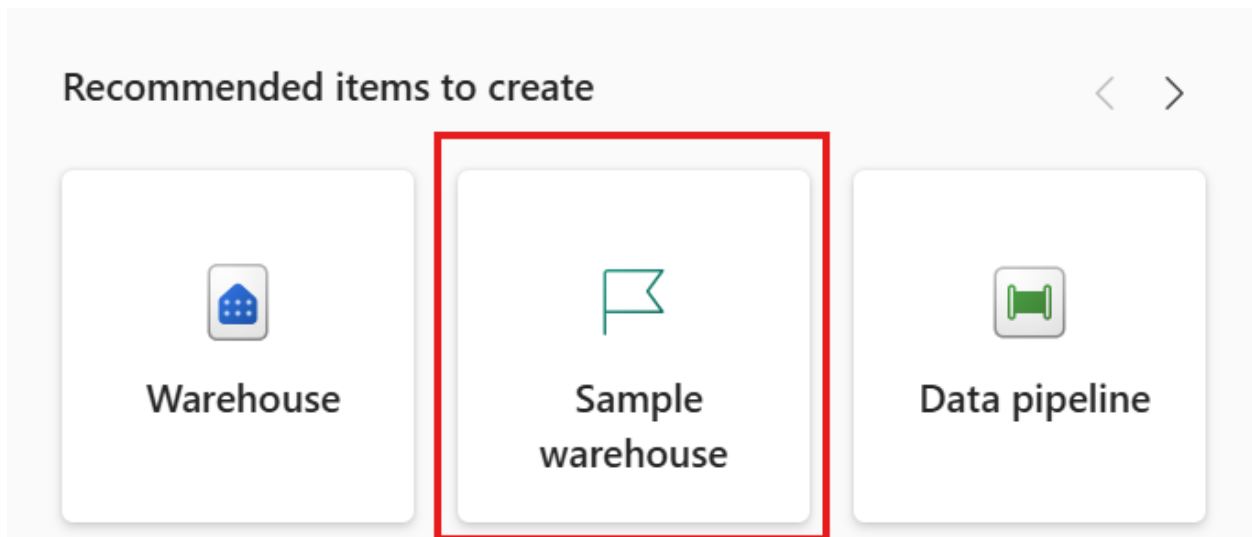 Recommended items to create
Warehouse
Sample
warehouse
Data pipeline